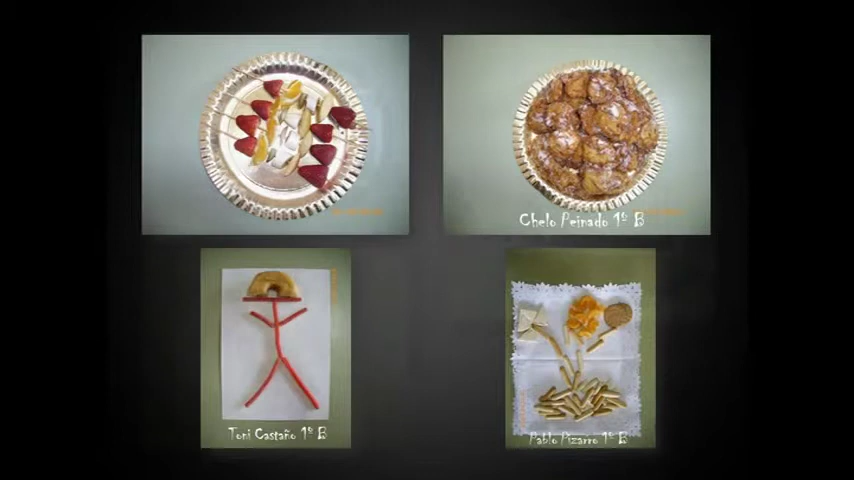 Chelo Peinado 1º B
Toni Castaño 1º B
Pablo Pizarro 1º B